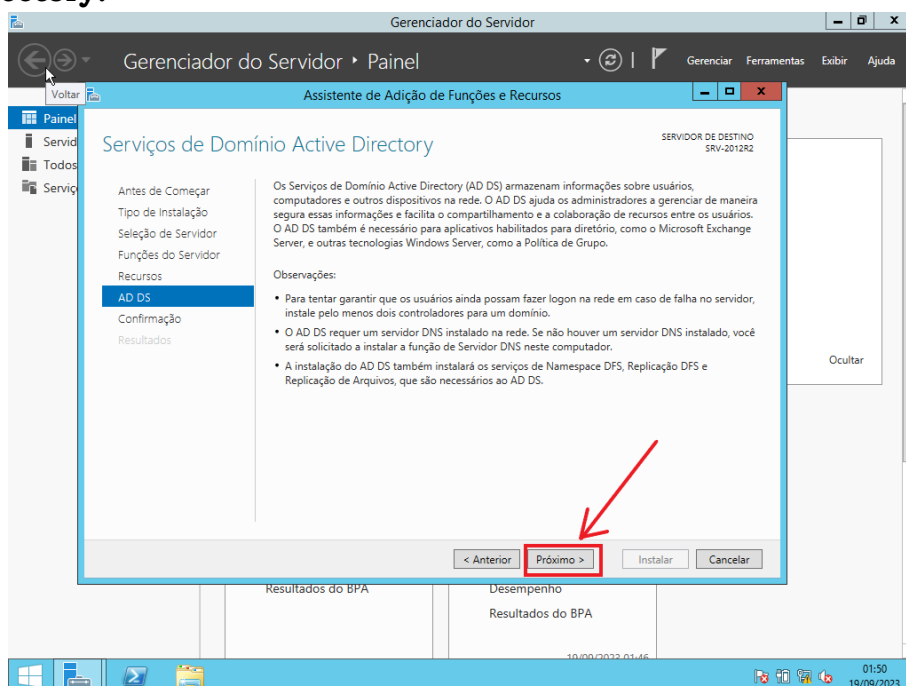 Gerenciador do Servidor
Gerenciador do Servidor ‣ Painel
Gerenciar Ferramentas Exibir Ajuda
Voltar
Assistente de Adição de Funções e Recursos
Painel
Servid
Todos
Serviço
Serviços de Domínio Active Directory
SERVIDOR DE DESTINO
SRV-2012R2
Antes de Começar
Tipo de Instalação
Seleção de Servidor
Funções do Servidor
Recursos
AD DS
Confirmação
Resultados
Os Serviços de Domínio Active Directory (AD DS) armazenam informações sobre usuários,
computadores e outros dispositivos na rede. O AD DS ajuda os administradores a gerenciar de maneira
segura essas informações e facilita o compartilhamento e a colaboração de recursos entre os usuários.
O AD DS também é necessário para aplicativos habilitados para diretório, como o Microsoft Exchange
Server, e outras tecnologias Windows Server, como a Política de Grupo.
Observações:
• Para tentar garantir que os usuários ainda possam fazer logon na rede em caso de falha no servidor,
instale pelo menos dois controladores para um domínio.
• O AD DS requer um servidor DNS instalado na rede. Se não houver um servidor DNS instalado, você
será solicitado a instalar a função de Servidor DNS neste computador.
• A instalação do AD DS também instalará os serviços de Namespace DFS, Replicação DFS e
Replicação de Arquivos, que são necessários ao AD DS.
Ocultar
< Anterior Próximo > Instalar Cancelar
Resultados do BPA
Desempenho
Resultados do BPA
19/09/2023 01:46
01:50
19/09/2023